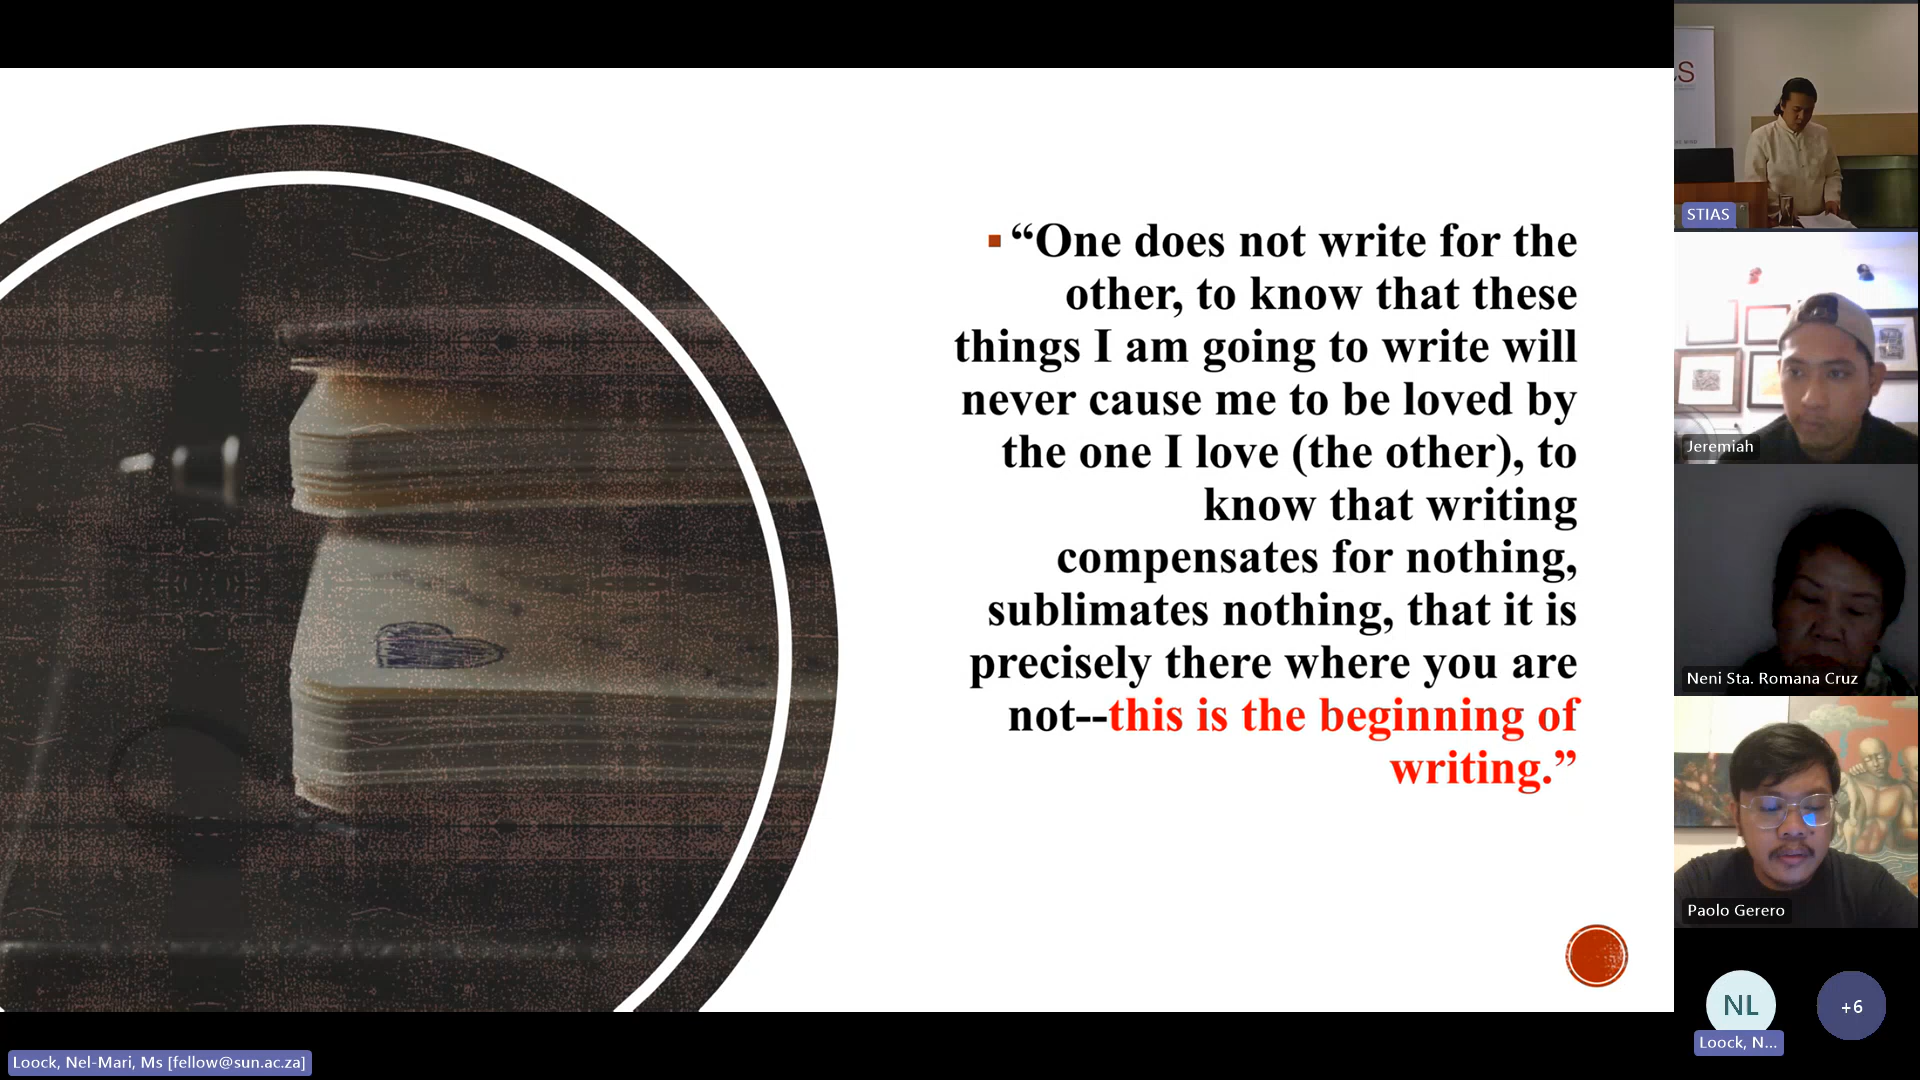 “One does not write for the
other, to know that these
things I am going to write will
never cause me to be loved by
the one I love (the other), to
know that writing
compensates for nothing,
sublimates nothing, that it is
precisely there where you are
not--this is the beginning of
writing.”
STIAS
Jeremiah
Neni Sta. Romana Cruz
Paolo Gerero
NL
+6
Loock, N...
Loock, Nel-Mari, Ms [fellow@sun.ac.za]